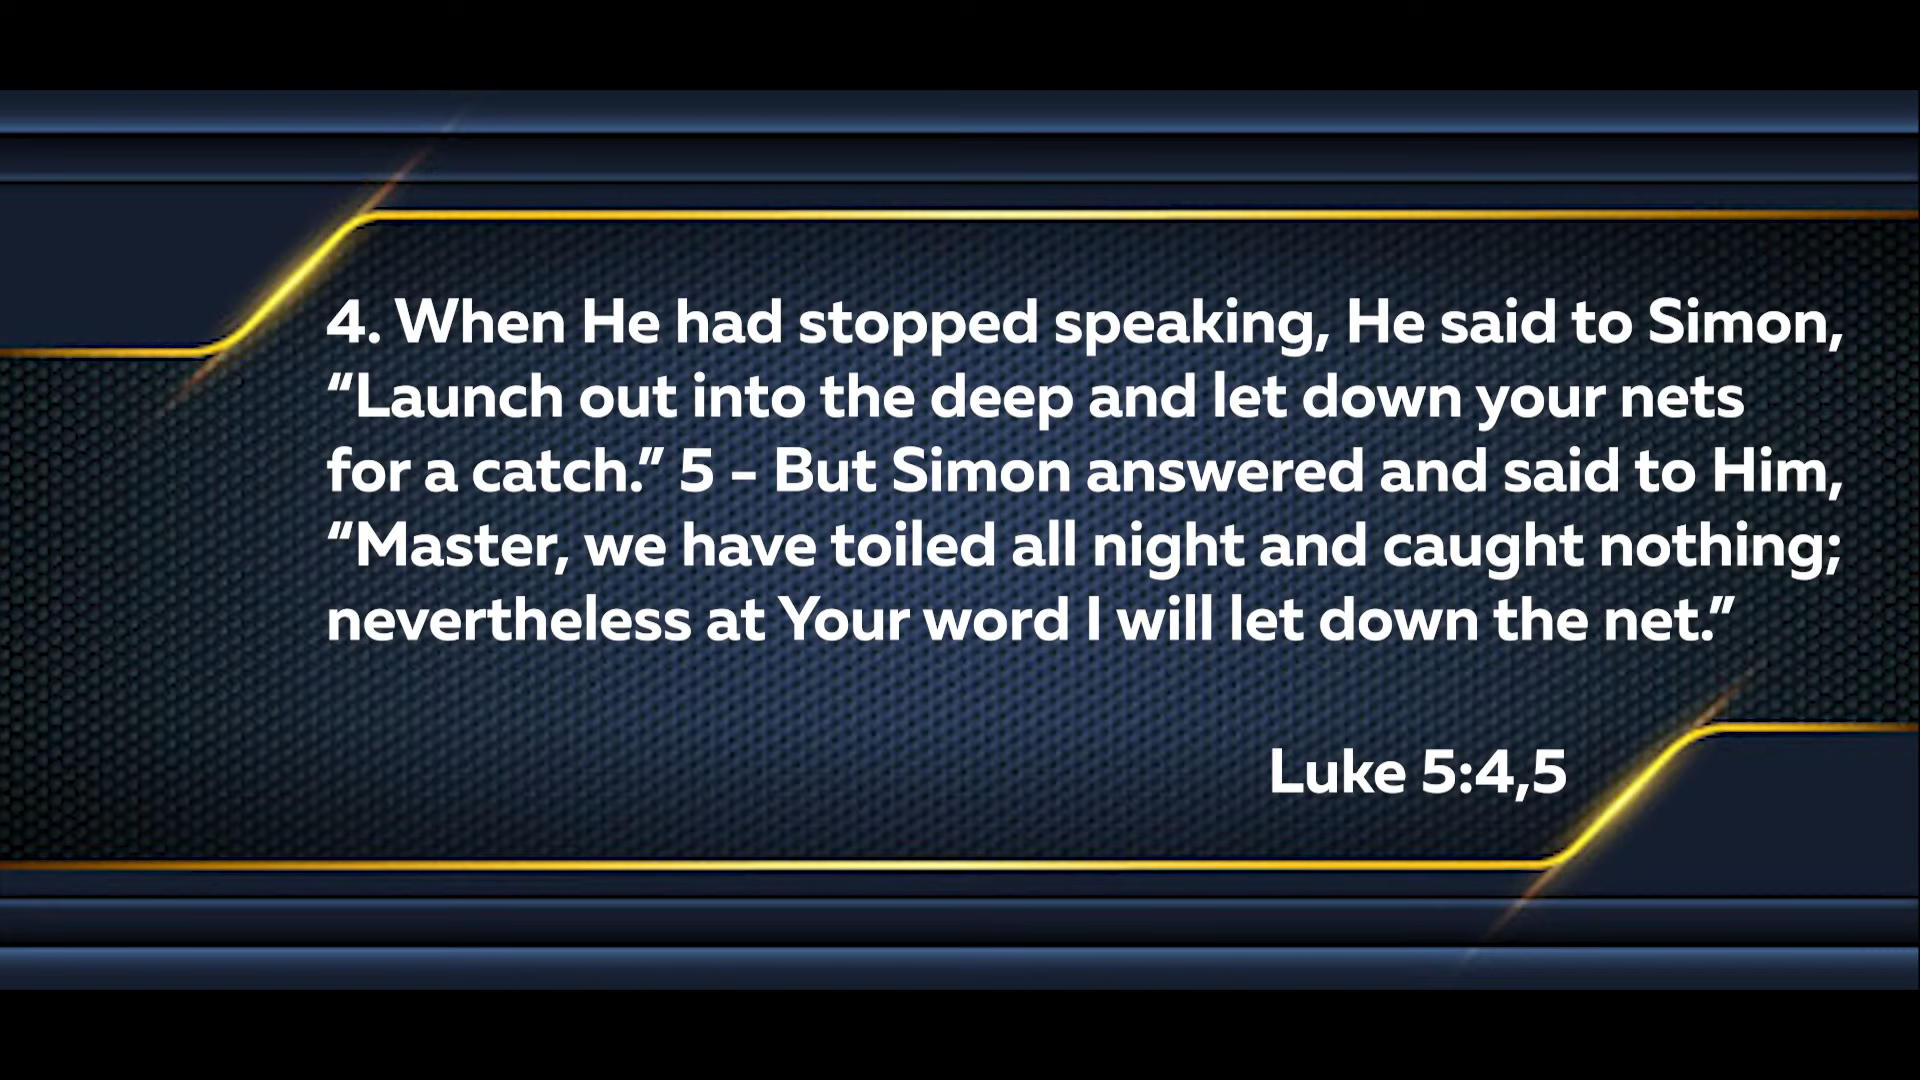 4. When He had stopped speaking, He said to Simon,
“Launch out into the deep and let down your nets
for a catch.” 5 - But Simon answered and said to Him,
“Master, we have toiled all night and caught nothing;
nevertheless at Your word I will let down the net.”
Luke 5:4,5